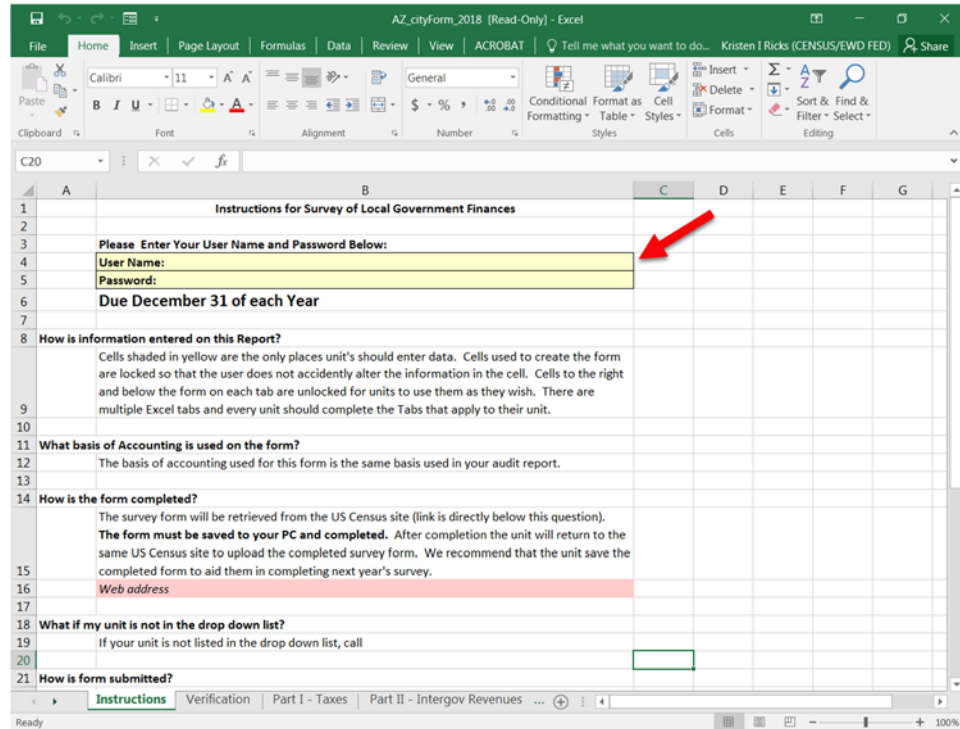 AZ_cityForm_2018 [Read-Only] - Excel
File Home Insert Page Layout Formulas Data Review View ACROBAT Tell me what you want to do... Kristen I Ricks (CENSUS/EWD FED) Share
Calibri 11 A A General Insert Σ
Paste B I U A $ % , Conditional Format as Cell Delete Sort & Find &
Formatting Table Styles Format Filter Select
Clipboard Font Alignment Number Styles Cells Editing
C20 fx
A B C D E F G
1 Instructions for Survey of Local Government Finances
2
3 Please Enter Your User Name and Password Below:
4 User Name:
5 Password:
6 Due December 31 of each Year
7
8 How is information entered on this Report?
Cells shaded in yellow are the only places unit's should enter data. Cells used to create the form
are locked so that the user does not accidently alter the information in the cell. Cells to the right
and below the form on each tab are unlocked for units to use them as they wish. There are
9 multiple Excel tabs and every unit should complete the Tabs that apply to their unit.
10
11 What basis of Accounting is used on the form?
12 The basis of accounting used for this form is the same basis used in your audit report.
13
14 How is the form completed?
The survey form will be retrieved from the US Census site (link is directly below this question).
The form must be saved to your PC and completed. After completion the unit will return to the
same US Census site to upload the completed survey form. We recommend that the unit save the
15 completed form to aid them in completing next year's survey.
16 Web address
17
18 What if my unit is not in the drop down list?
19 If your unit is not listed in the drop down list, call
20
21 How is form submitted?
Instructions Verification Part I - Taxes Part II - Intergov Revenues ...
Ready 100%